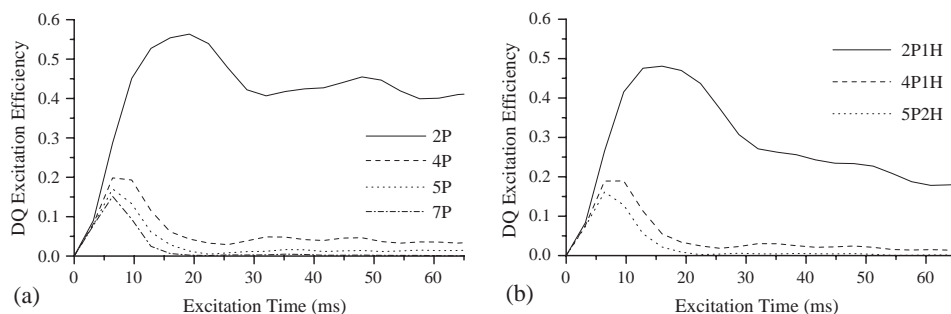 0.6
0.5
0.4
0.3
0.2
0.1
0.0
DQ Excitation Efficiency
2P
4P
5P
7P
0 10 20 30 40 50 60
Excitation Time (ms)
(a)
0.6
0.5
0.4
0.3
0.2
0.1
0.0
DQ Excitation Efficiency
2P1H
4P1H
5P2H
0 10 20 30 40 50 60
Excitation Time (ms)
(b)